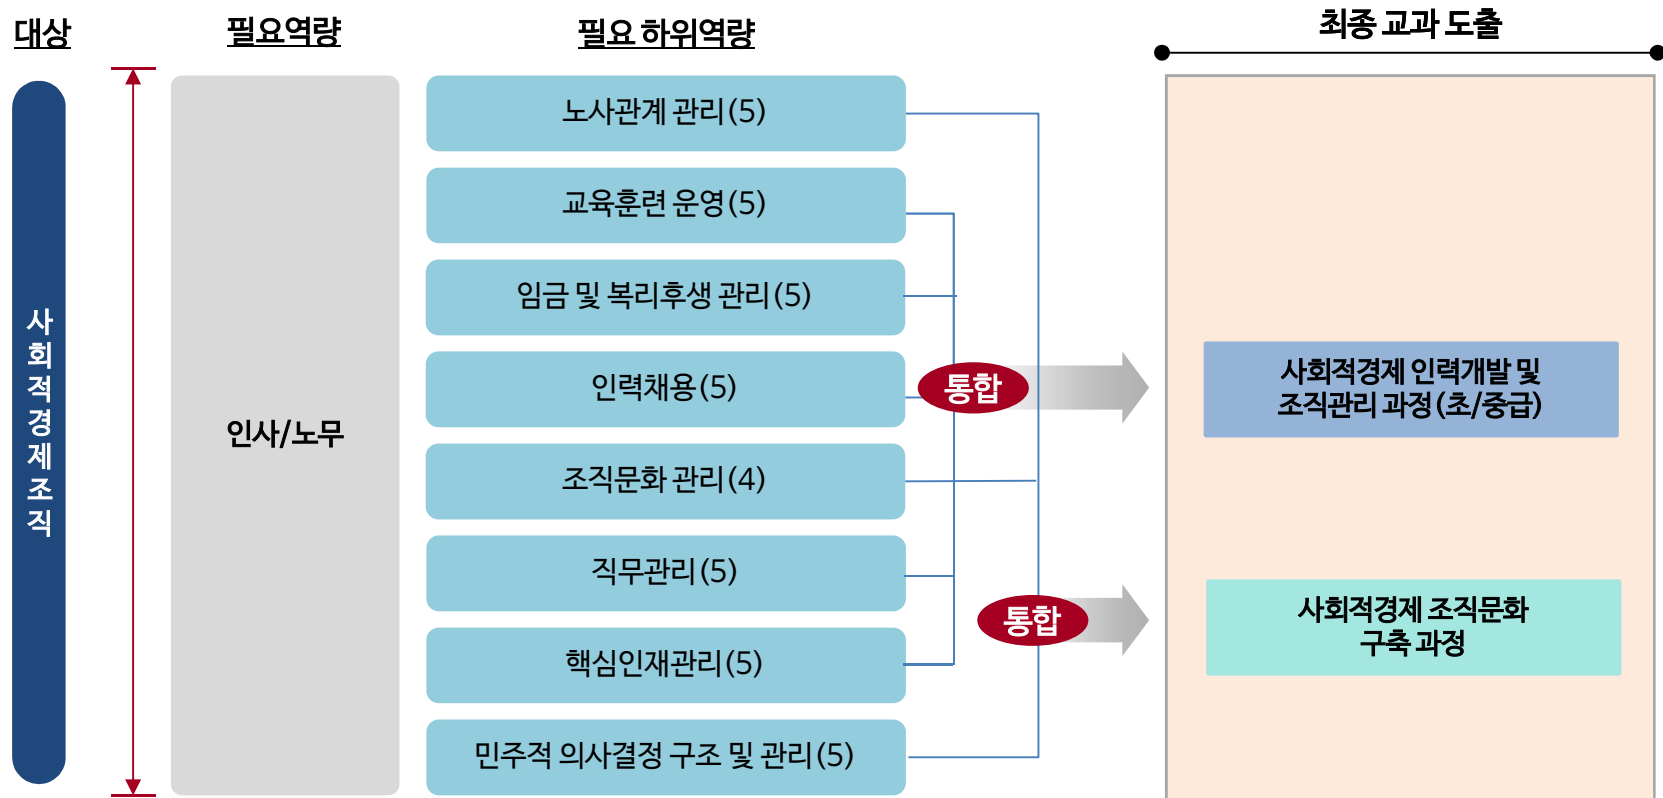 대상
필요역량
필요 하위역량
최종 교과 도출
사회적경제조직
인사/노무
노사관계 관리(5)
교육훈련 운영(5)
임금 및 복리후생 관리(5)
인력채용(5)
조직문화 관리(4)
직무관리(5)
핵심인재관리(5)
민주적 의사결정 구조 및 관리(5)
통합
통합
사회적경제 인력개발 및
조직관리 과정(초/중급)
사회적경제 조직문화
구축 과정